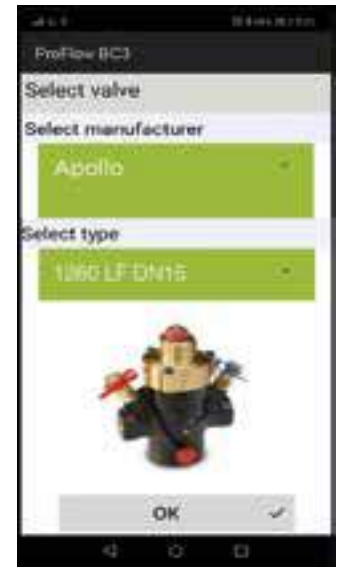 ProFlow BC3
Select valve
Select manufacturer
Apollo
Select type
1260 LF DN15
OK